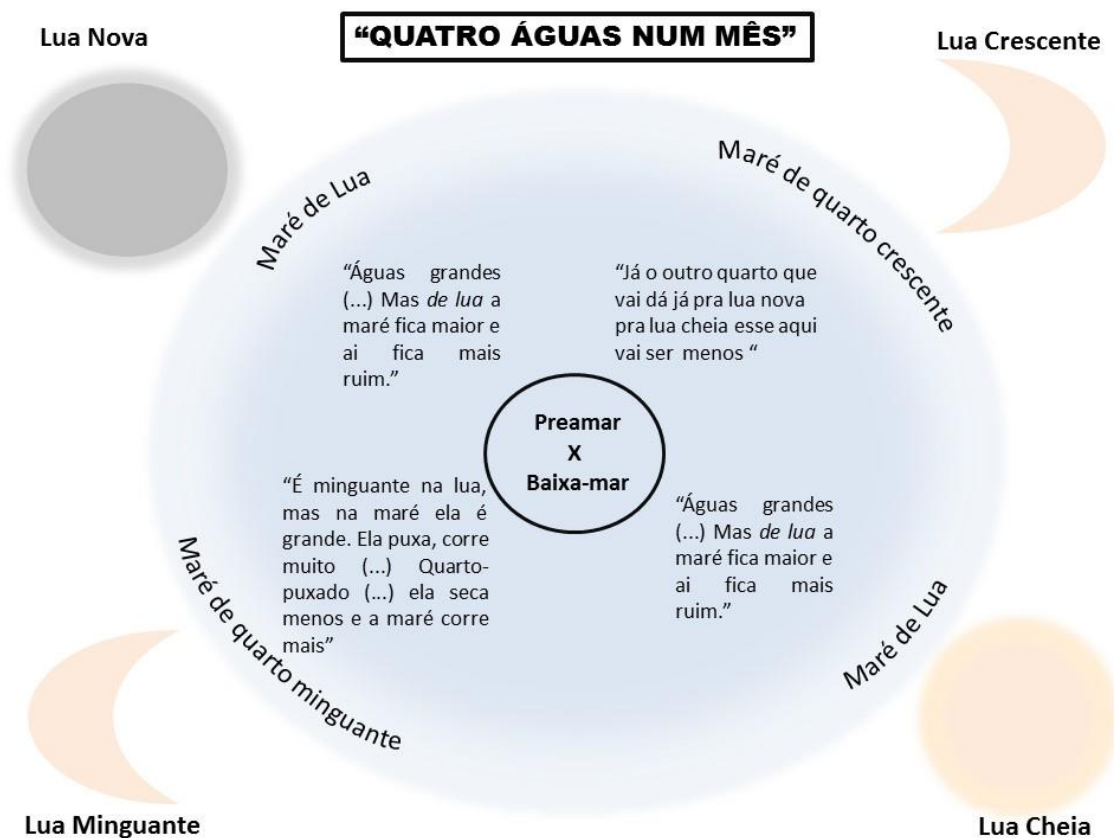 Lua Nova
“QUATRO ÁGUAS NUM MÊS”
Lua Crescente
Maré de Lua
Maré de quarto crescente
“Águas grandes
(...) Mas de lua a
maré fica maior e
ai fica mais
ruim.”
“Já o outro quarto que
vai dá já pra lua nova
pra lua cheia esse aqui
vai ser menos “
Preamar
X
Baixa-mar
“É minguante na lua,
mas na maré ela é
grande. Ela puxa, corre
muito (...) Quarto-
puxado (...) ela seca
menos e a maré corre
mais”
“Águas grandes
(...) Mas de lua a
maré fica maior e
ai fica mais
ruim.”
Maré de quarto minguante
Maré de Lua
Lua Minguante
Lua Cheia